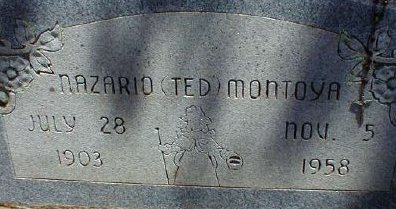 NAZARIO (TED) MONTOYA
JULY 28 NOV. 5
1903 1958